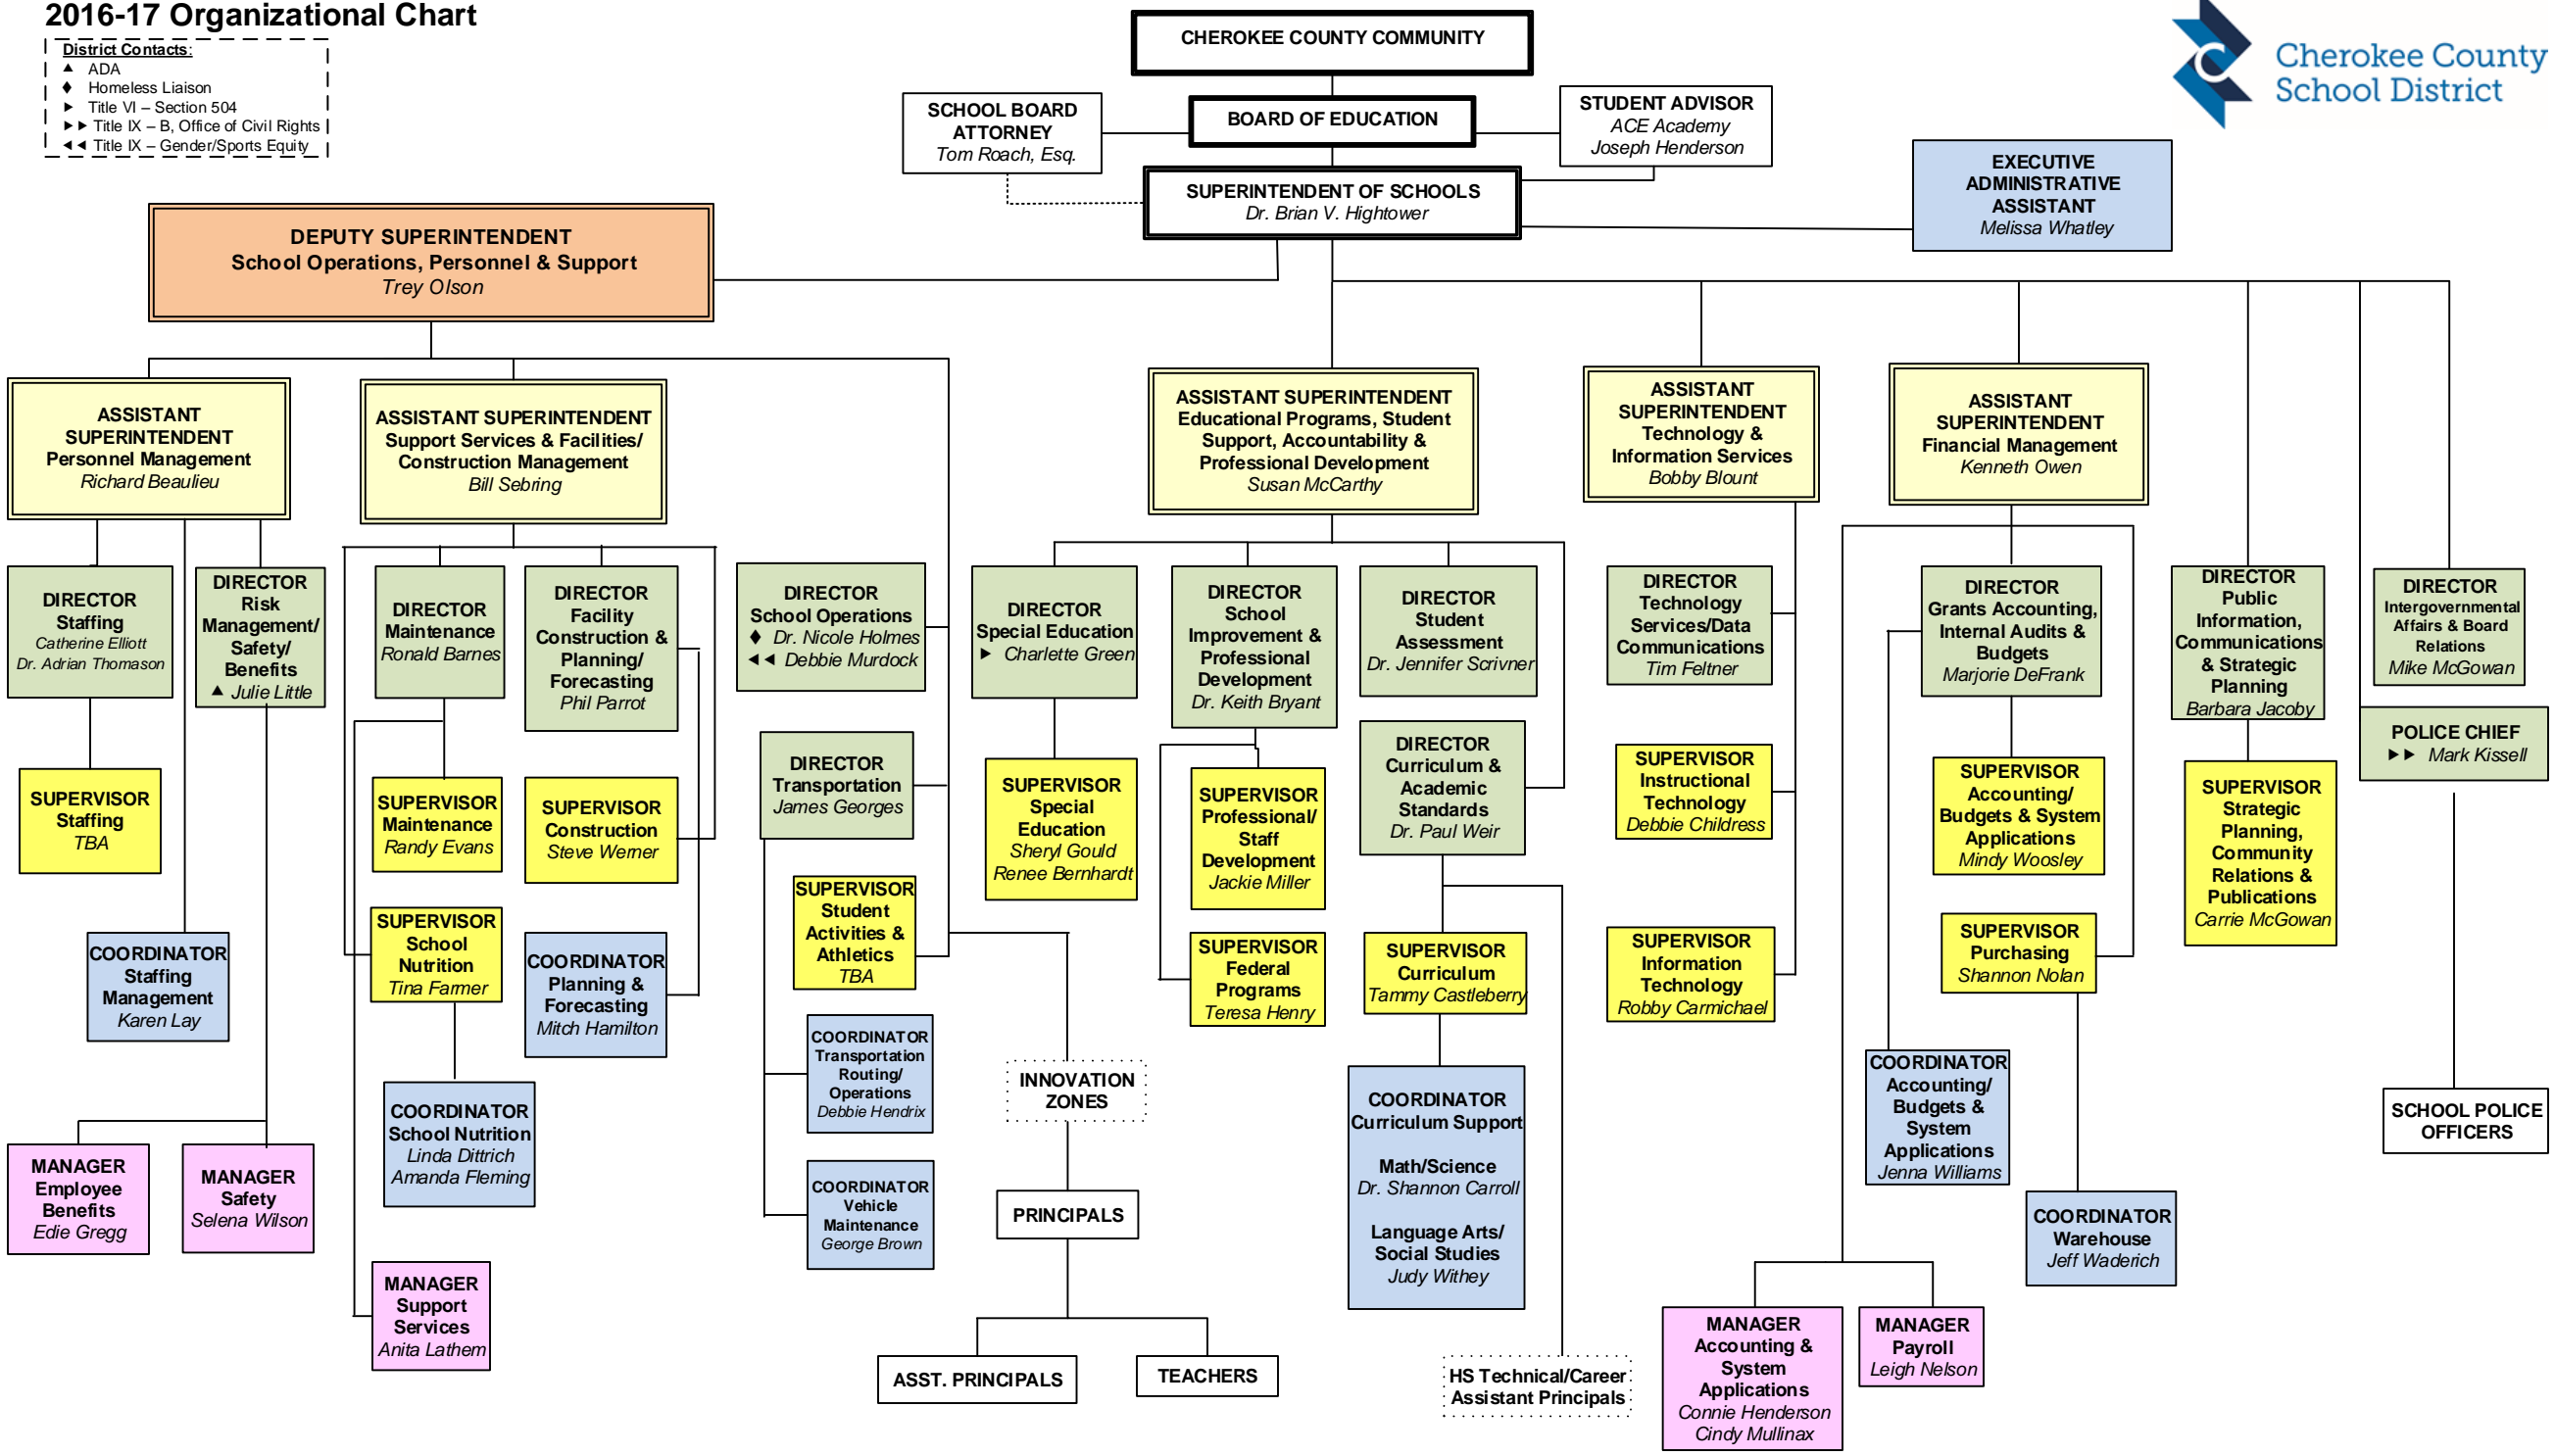 2016-17 Organizational Chart
District Contacts:
▲ ADA
♦ Homeless Liaison
► Title VI – Section 504
►► Title IX – B, Office of Civil Rights
◄◄ Title IX – Gender/Sports Equity
CHEROKEE COUNTY COMMUNITY
Cherokee County
School District
SCHOOL BOARD
ATTORNEY
Tom Roach, Esq.
BOARD OF EDUCATION
STUDENT ADVISOR
ACE Academy
Joseph Henderson
SUPERINTENDENT OF SCHOOLS
Dr. Brian V. Hightower
EXECUTIVE
ADMINISTRATIVE
ASSISTANT
Melissa Whatley
DEPUTY SUPERINTENDENT
School Operations, Personnel & Support
Trey Olson
ASSISTANT
SUPERINTENDENT
Personnel Management
Richard Beaulieu
ASSISTANT SUPERINTENDENT
Support Services & Facilities/
Construction Management
Bill Sebring
ASSISTANT SUPERINTENDENT
Educational Programs, Student
Support, Accountability &
Professional Development
Susan McCarthy
ASSISTANT
SUPERINTENDENT
Technology &
Information Services
Bobby Blount
ASSISTANT
SUPERINTENDENT
Financial Management
Kenneth Owen
DIRECTOR
Staffing
Catherine Elliott
Dr. Adrian Thomason
DIRECTOR
Risk
Management/
Safety/
Benefits
▲ Julie Little
DIRECTOR
Maintenance
Ronald Barnes
DIRECTOR
Facility
Construction &
Planning/
Forecasting
Phil Parrot
DIRECTOR
School Operations
♦ Dr. Nicole Holmes
◄◄ Debbie Murdock
DIRECTOR
Special Education
► Charlette Green
DIRECTOR
School
Improvement &
Professional
Development
Dr. Keith Bryant
DIRECTOR
Student
Assessment
Dr. Jennifer Scrivner
DIRECTOR
Technology
Services/Data
Communications
Tim Feltner
DIRECTOR
Grants Accounting,
Internal Audits &
Budgets
Marjorie DeFrank
DIRECTOR
Public
Information,
Communications
& Strategic
Planning
Barbara Jacoby
DIRECTOR
Intergovernmental
Affairs & Board
Relations
Mike McGowan
POLICE CHIEF
►► Mark Kissell
DIRECTOR
Transportation
James Georges
DIRECTOR
Curriculum &
Academic
Standards
Dr. Paul Weir
SUPERVISOR
Staffing
TBA
SUPERVISOR
Maintenance
Randy Evans
SUPERVISOR
Construction
Steve Werner
SUPERVISOR
Special
Education
Sheryl Gould
Renee Bernhardt
SUPERVISOR
Professional/
Staff
Development
Jackie Miller
SUPERVISOR
Instructional
Technology
Debbie Childress
SUPERVISOR
Accounting/
Budgets & System
Applications
Mindy Woosley
SUPERVISOR
Strategic
Planning,
Community
Relations &
Publications
Carrie McGowan
SUPERVISOR
Student
Activities &
Athletics
TBA
SUPERVISOR
School
Nutrition
Tina Farmer
COORDINATOR
Staffing
Management
Karen Lay
COORDINATOR
Planning &
Forecasting
Mitch Hamilton
SUPERVISOR
Federal
Programs
Teresa Henry
SUPERVISOR
Curriculum
Tammy Castleberry
SUPERVISOR
Information
Technology
Robby Carmichael
SUPERVISOR
Purchasing
Shannon Nolan
COORDINATOR
Transportation
Routing/
Operations
Debbie Hendrix
INNOVATION
ZONES
COORDINATOR
School Nutrition
Linda Dittrich
Amanda Fleming
COORDINATOR
Curriculum Support
Math/Science
Dr. Shannon Carroll
Language Arts/
Social Studies
Judy Withey
COORDINATOR
Accounting/
Budgets &
System
Applications
Jenna Williams
SCHOOL POLICE
OFFICERS
MANAGER
Employee
Benefits
Edie Gregg
MANAGER
Safety
Selena Wilson
COORDINATOR
Vehicle
Maintenance
George Brown
PRINCIPALS
COORDINATOR
Warehouse
Jeff Waderich
MANAGER
Support
Services
Anita Lathem
ASST. PRINCIPALS
TEACHERS
HS Technical/Career
Assistant Principals
MANAGER
Accounting &
System
Applications
Connie Henderson
Cindy Mullinax
MANAGER
Payroll
Leigh Nelson